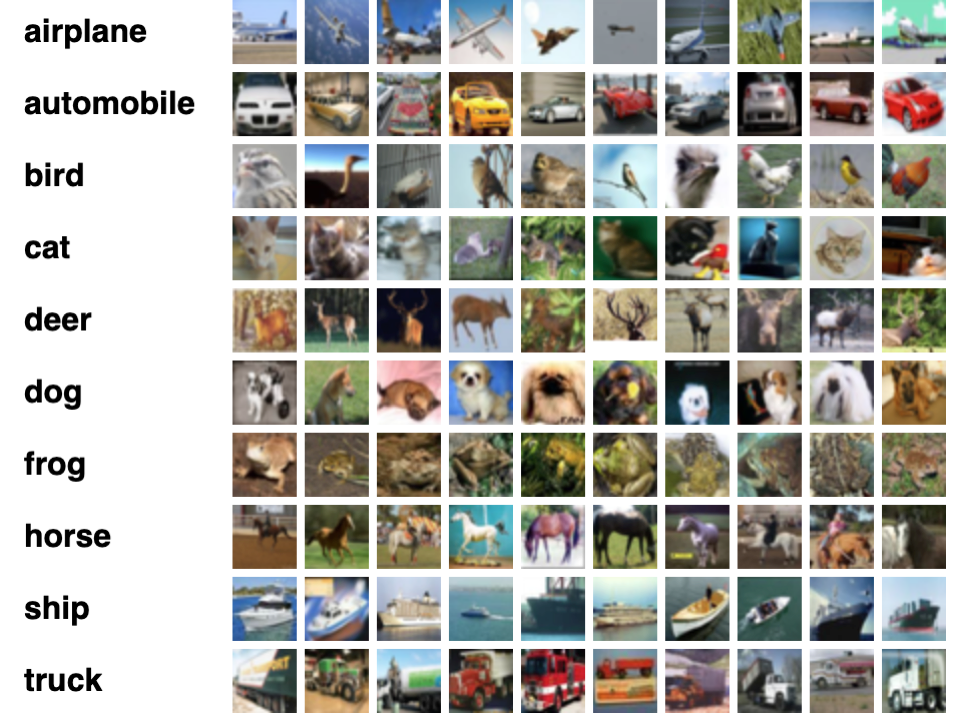 airplane
automobile
bird
cat
deer
dog
frog
horse
ship
truck